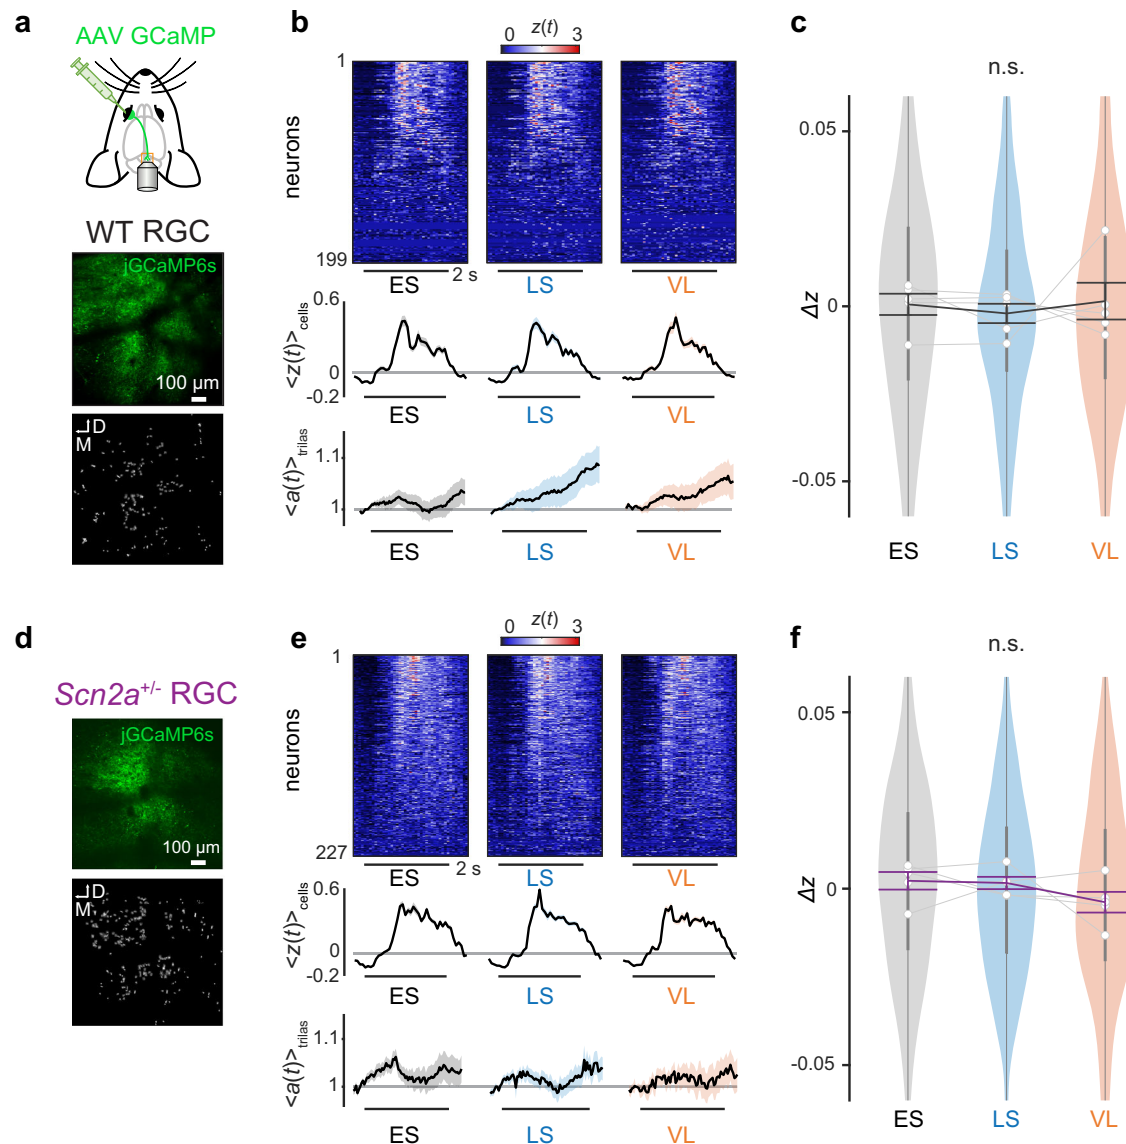 a
AAV GCaMP
WT RGC
jGCaMP6s
100 µm
D
M
b
z(t)
0 3
1
neurons
199
2 s
ES LS VL
0.6
<z(t)>cells
0
-0.2
ES LS VL
1.1
<a(t)>trilas
1
ES LS VL
c
n.s.
0.05
Δz
0
-0.05
ES LS VL
d
Scn2a+/- RGC
jGCaMP6s
100 µm
D
M
e
z(t)
0 3
1
neurons
227
2 s
ES LS VL
0.6
<z(t)>cells
0
-0.2
ES LS VL
1.1
<a(t)>trilas
1
ES LS VL
f
n.s.
0.05
Δz
0
-0.05
ES LS VL